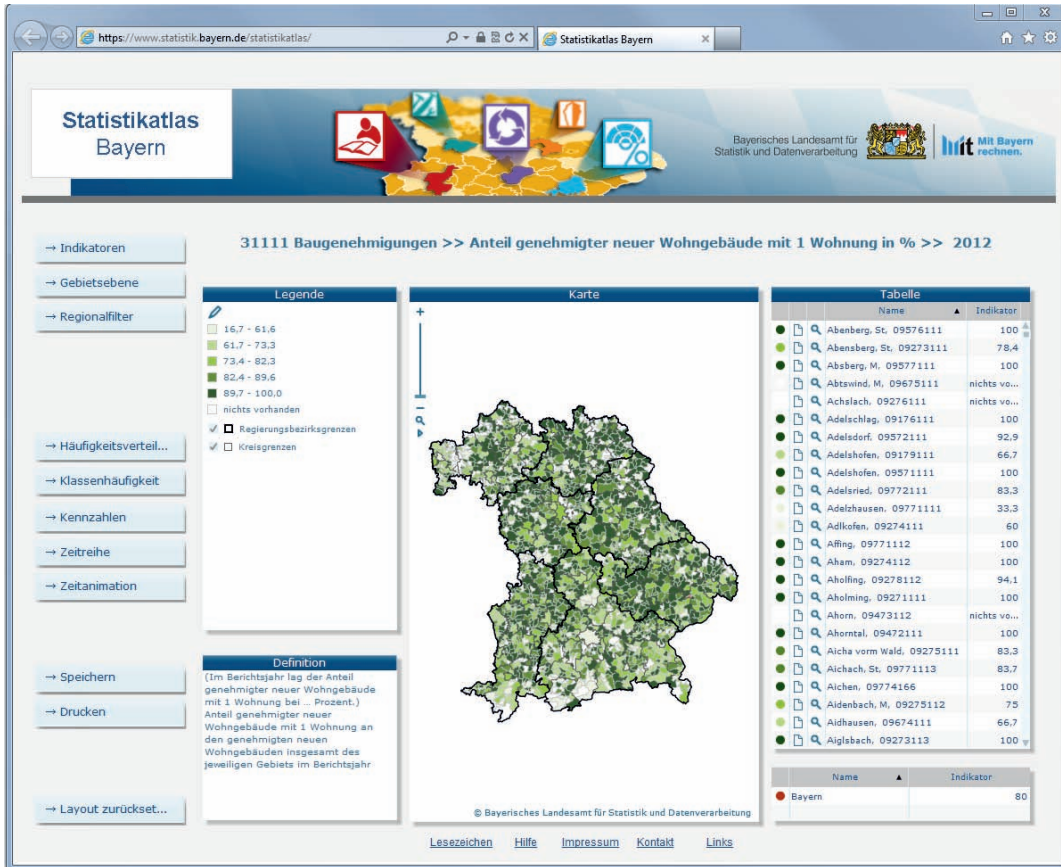 https://www.statistik.bayern.de/statistikatlas/
Statistikatlas Bayern
Statistikatlas
Bayern
Bayerisches Landesamt für
Statistik und Datenverarbeitung
Mit Bayern
rechnen.
31111 Baugenehmigungen >> Anteil genehmigter neuer Wohngebäude mit 1 Wohnung in % >> 2012
→ Indikatoren
→ Gebietsebene
→ Regionalfilter
→ Häufigkeitsverteil...
→ Klassenhäufigkeit
→ Kennzahlen
→ Zeitreihe
→ Zeitanimation
→ Speichern
→ Drucken
→ Layout zurückset...
Legende
16,7 - 61,6
61,7 - 73,3
73,4 - 82,3
82,4 - 89,6
89,7 - 100,0
nichts vorhanden
Regierungsbezirksgrenzen
Kreisgrenzen
Definition
(Im Berichtsjahr lag der Anteil
genehmigter neuer Wohngebäude
mit 1 Wohnung bei ... Prozent.)
Anteil genehmigter neuer
Wohngebäude mit 1 Wohnung an
den genehmigten neuen
Wohngebäuden insgesamt des
jeweiligen Gebiets im Berichtsjahr
Karte
© Bayerisches Landesamt für Statistik und Datenverarbeitung
Tabelle
Name ▲ Indikator
Abenberg, St, 09576111 100
Abensberg, St, 09273111 78,4
Absberg, M, 09577111 100
Abtswind, M, 09675111 nichts vo...
Achslach, 09276111 nichts vo...
Adelschlag, 09176111 100
Adelsdorf, 09572111 92,9
Adelshofen, 09179111 66,7
Adelshofen, 09571111 100
Adelsried, 09772111 83,3
Adelzhausen, 09771111 33,3
Adlkofen, 09274111 60
Affing, 09771112 100
Aham, 09274112 100
Aholfing, 09278112 94,1
Aholming, 09271111 100
Ahorn, 09473112 nichts vo...
Ahorntal, 09472111 100
Aicha vorm Wald, 09275111 83,3
Aichach, St, 09771113 83,7
Aichen, 09774166 100
Aidenbach, M, 09275112 75
Aidhausen, 09674111 66,7
Aiglsbach, 09273113 100
Name ▲ Indikator
Bayern 80
Lesezeichen Hilfe Impressum Kontakt Links